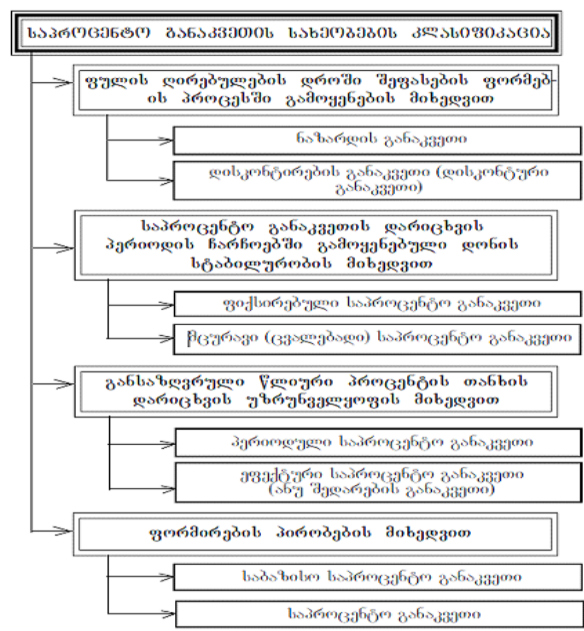 საპროცენტო განაკვეთის სახეობების კლასიფიკაცია
ფულის ღირებულების დროში შეფასების ფორმებ-
ის პროცესში გამოყენების მიხედვით
ნაზარდის განაკვეთი
დისკონტირების განაკვეთი (დისკონტური
განაკვეთი)
საპროცენტო განაკვეთის დარიცხვის
პერიოდის ჩარჩოებში გამოყენებული დონის
სტაბილურობის მიხედვით
ფიქსირებული საპროცენტო განაკვეთი
მცურავი (ცვალებადი) საპროცენტო განაკვეთი
განსაზღვრული წლიური პროცენტის თანხის
დარიცხვის უზრუნველყოფის მიხედვით
პერიოდული საპროცენტო განაკვეთი
ეფექტური საპროცენტო განაკვეთი
(ანუ შედარების განაკვეთი)
ფორმირების პირობების მიხედვით
საბაზისო საპროცენტო განაკვეთი
საპროცენტო განაკვეთი